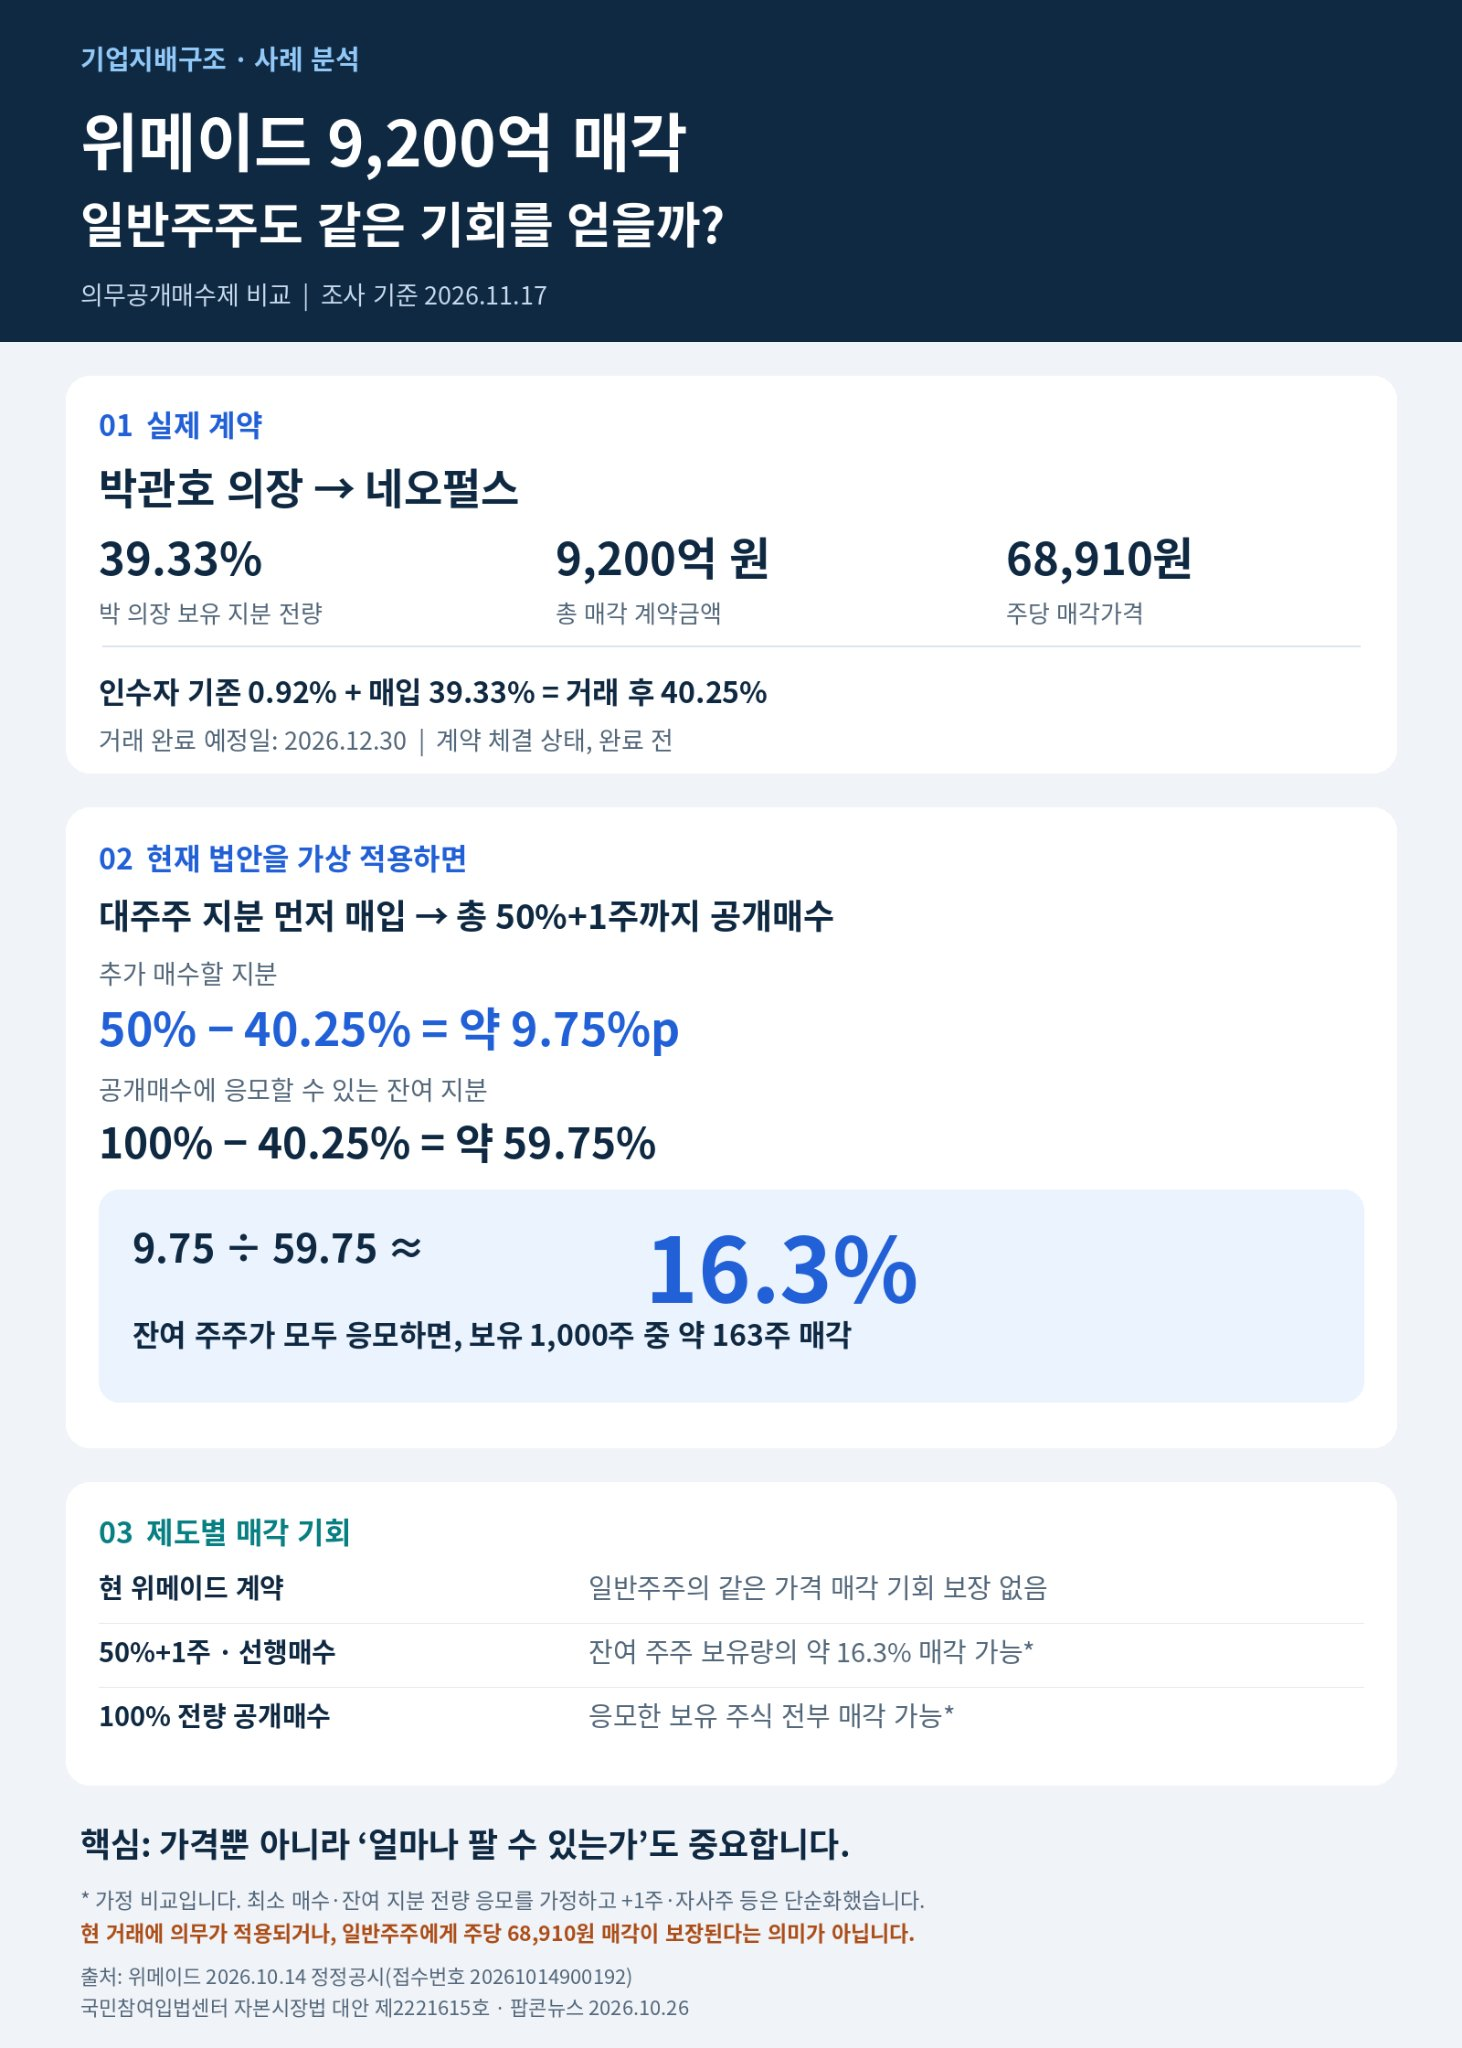 기업지배구조 · 사례 분석
위메이드 9,200억 매각
일반주주도 같은 기회를 얻을까?
의무공개매수제 비교 | 조사 기준 2026.11.17
01 실제 계약
박관호 의장 → 네오펄스
39.33% 9,200억 원 68,910원
박 의장 보유 지분 전량 총 매각 계약금액 주당 매각가격
인수자 기존 0.92% + 매입 39.33% = 거래 후 40.25%
거래 완료 예정일: 2026.12.30 | 계약 체결 상태, 완료 전
02 현재 법안을 가상 적용하면
대주주 지분 먼저 매입 → 총 50%+1주까지 공개매수
추가 매수할 지분
50% − 40.25% = 약 9.75%p
공개매수에 응모할 수 있는 잔여 지분
100% − 40.25% = 약 59.75%
9.75 ÷ 59.75 ≈ 16.3%
잔여 주주가 모두 응모하면, 보유 1,000주 중 약 163주 매각
03 제도별 매각 기회
현 위메이드 계약 일반주주의 같은 가격 매각 기회 보장 없음
50%+1주 · 선행매수 잔여 주주 보유량의 약 16.3% 매각 가능*
100% 전량 공개매수 응모한 보유 주식 전부 매각 가능*
핵심: 가격뿐 아니라 ‘얼마나 팔 수 있는가’도 중요합니다.
* 가정 비교입니다. 최소 매수·잔여 지분 전량 응모를 가정하고 +1주·자사주 등은 단순화했습니다.
현 거래에 의무가 적용되거나, 일반주주에게 주당 68,910원 매각이 보장된다는 의미가 아닙니다.
출처: 위메이드 2026.10.14 정정공시(접수번호 20261014900192)
국민참여입법센터 자본시장법 대안 제2221615호 · 팝콘뉴스 2026.10.26